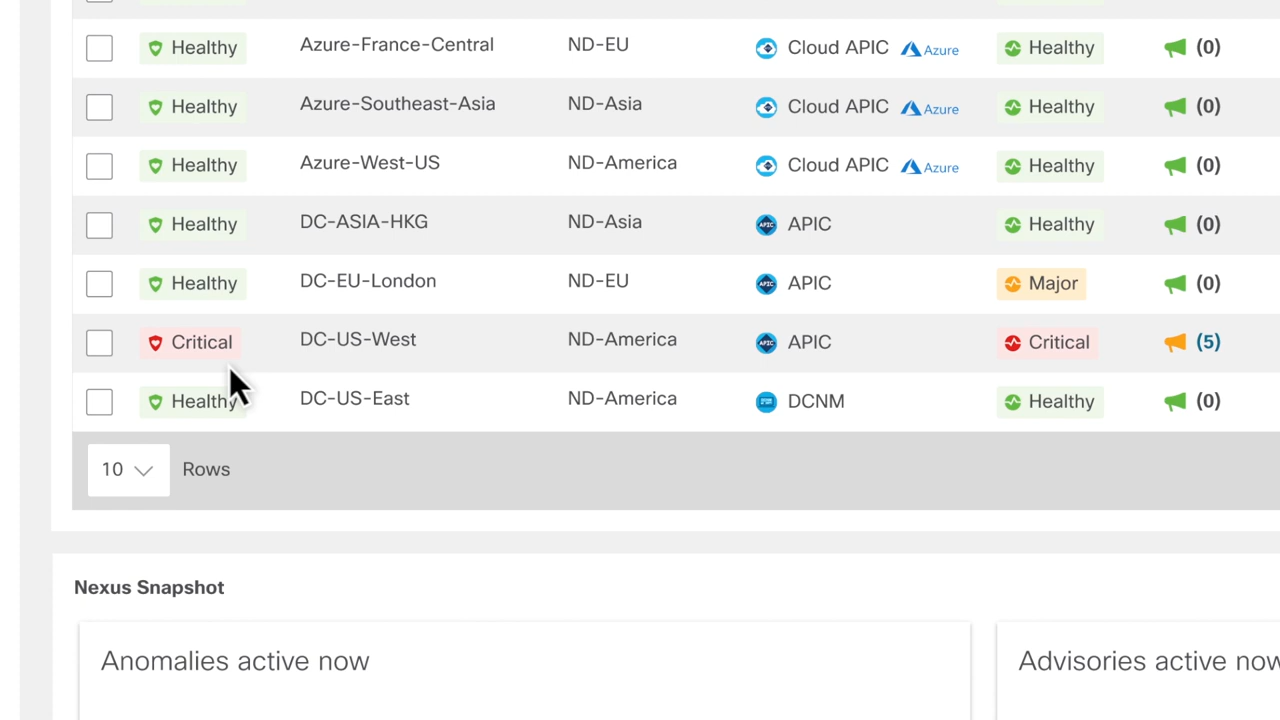 Healthy Azure-France-Central ND-EU Cloud APIC Azure Healthy (0)
Healthy Azure-Southeast-Asia ND-Asia Cloud APIC Azure Healthy (0)
Healthy Azure-West-US ND-America Cloud APIC Azure Healthy (0)
Healthy DC-ASIA-HKG ND-Asia APIC APIC Healthy (0)
Healthy DC-EU-London ND-EU APIC APIC Major (0)
Critical DC-US-West ND-America APIC APIC Critical (5)
Healthy DC-US-East ND-America DCNM Healthy (0)
10 Rows
Nexus Snapshot
Anomalies active now Advisories active now